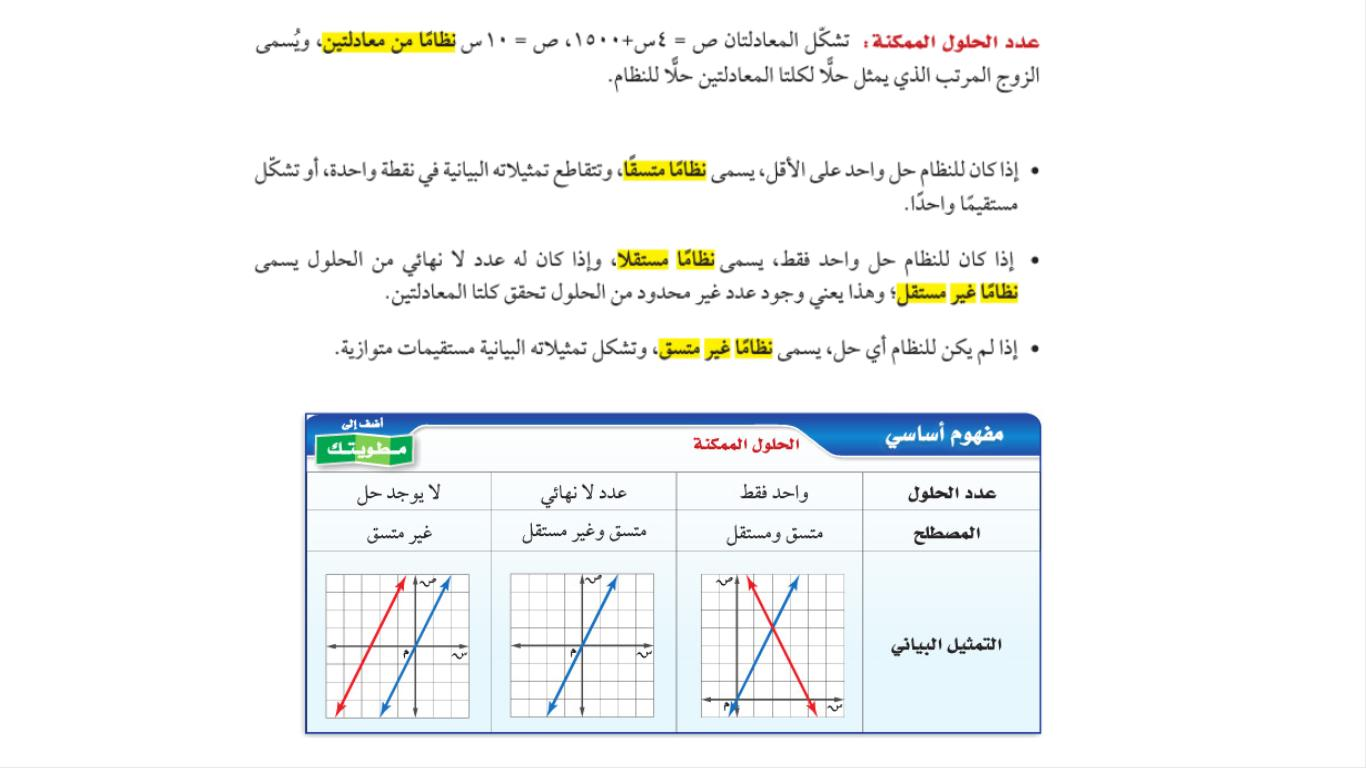 عدد الحلول الممكنة: تشكّل المعادلتان ص = ٤س+١٥٠٠، ص = ١٠س نظامًا من معادلتين، ويُسمى
الزوج المرتب الذي يمثل حلًّا لكلتا المعادلتين حلًّا للنظام.
• إذا كان للنظام حل واحد على الأقل، يسمى نظامًا متسقًا، وتتقاطع تمثيلاته البيانية في نقطة واحدة، أو تشكّل
مستقيمًا واحدًا.
• إذا كان للنظام حل واحد فقط، يسمى نظامًا مستقلا، وإذا كان له عدد لا نهائي من الحلول يسمى
نظامًا غير مستقل؛ وهذا يعني وجود عدد غير محدود من الحلول تحقق كلتا المعادلتين.
• إذا لم يكن للنظام أي حل، يسمى نظامًا غير متسق، وتشكل تمثيلاته البيانية مستقيمات متوازية.
مفهوم أساسي
الحلول الممكنة
أضف إلى
مطويتك
عدد الحلول واحد فقط عدد لا نهائي لا يوجد حل
المصطلح متسق ومستقل متسق وغير مستقل غير متسق
التمثيل البياني
ص س م
ص س م
ص س م